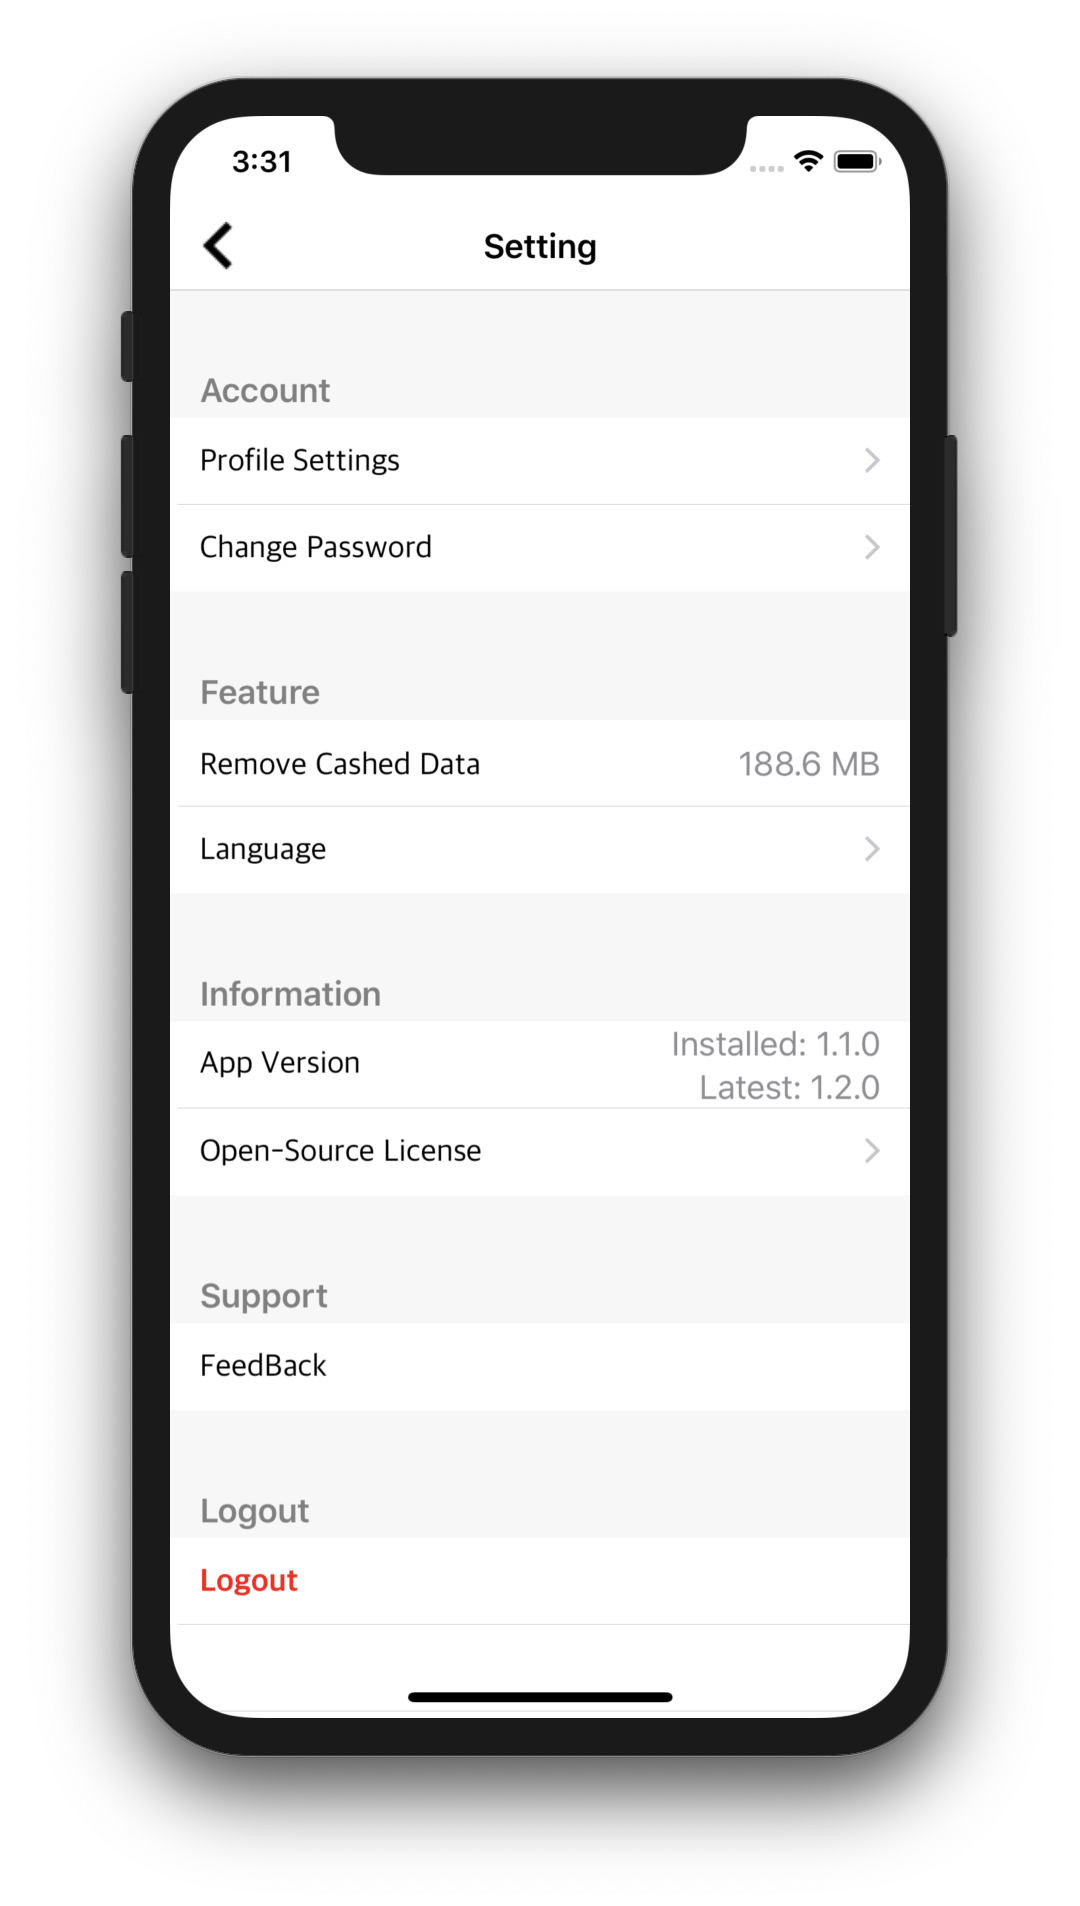 3:31
Setting
Account
Profile Settings
Change Password
Feature
Remove Cashed Data 188.6 MB
Language
Information
App Version Installed: 1.1.0
Latest: 1.2.0
Open-Source License
Support
FeedBack
Logout
Logout